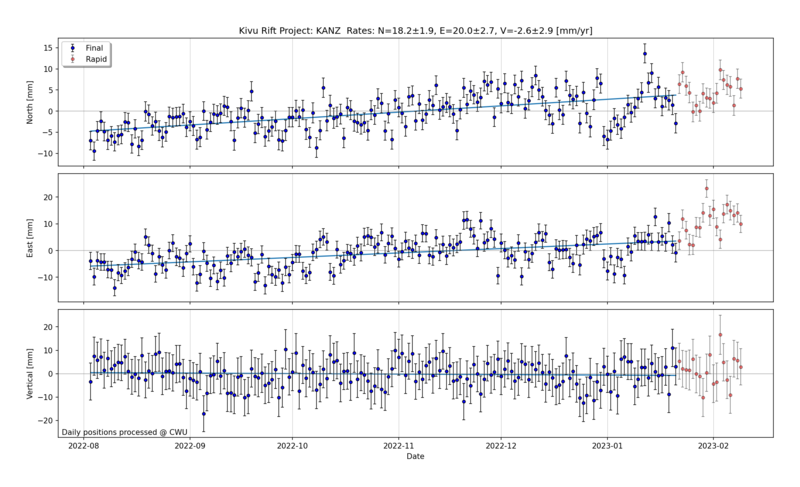 Kivu Rift Project: KANZ  Rates: N=18.2±1.9, E=20.0±2.7, V=-2.6±2.9 [mm/yr]
Final
Rapid
North [mm]
15
10
5
0
−5
−10
East [mm]
20
10
0
−10
Vertical [mm]
20
10
0
−10
−20
Daily positions processed @ CWU
2022-08
2022-09
2022-10
2022-11
2022-12
2023-01
2023-02
Date